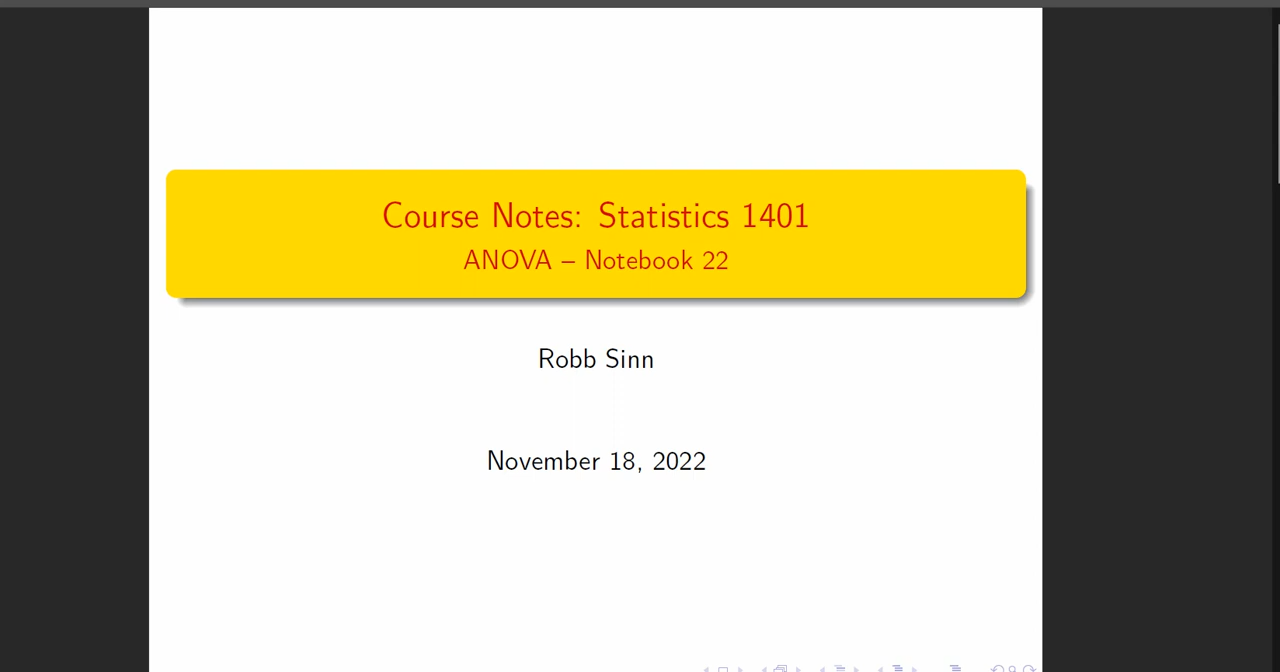 Course Notes: Statistics 1401
ANOVA – Notebook 22
Robb Sinn
November 18, 2022